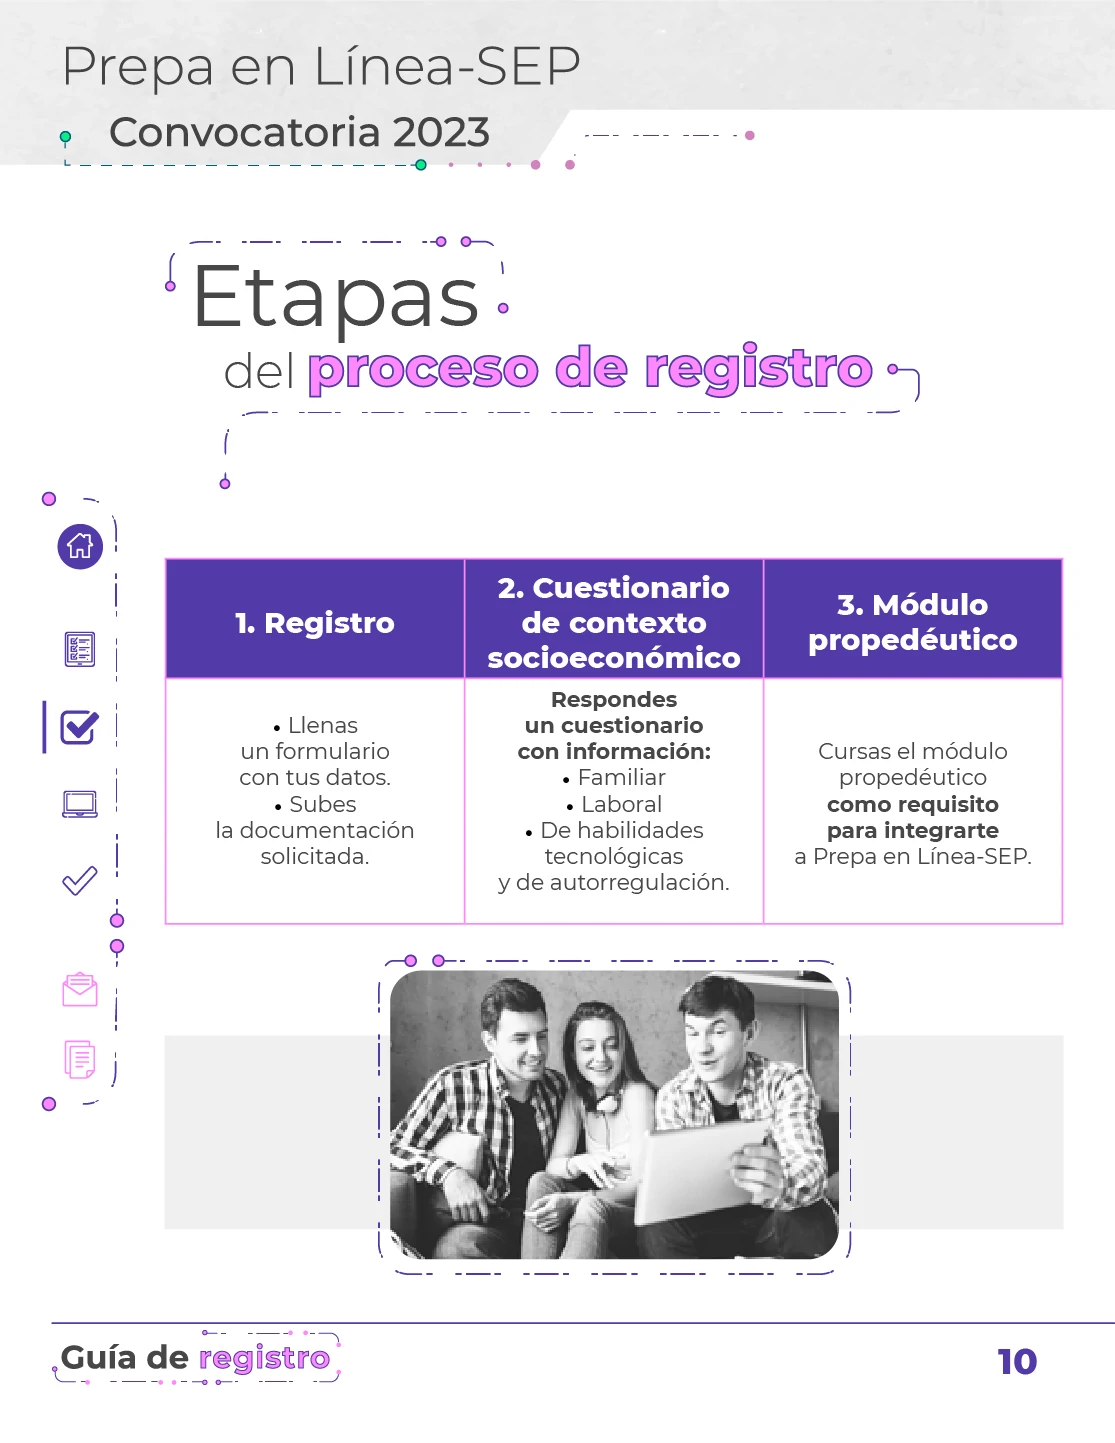 Prepa en Línea-SEP
Convocatoria 2023
Etapas
del proceso de registro
1. Registro
2. Cuestionario
de contexto
socioeconómico
3. Módulo
propedéutico
• Llenas
un formulario
con tus datos.
• Subes
la documentación
solicitada.
Respondes
un cuestionario
con información:
• Familiar
• Laboral
• De habilidades
tecnológicas
y de autorregulación.
Cursas el módulo
propedéutico
como requisito
para integrarte
a Prepa en Línea-SEP.
Guía de registro
10